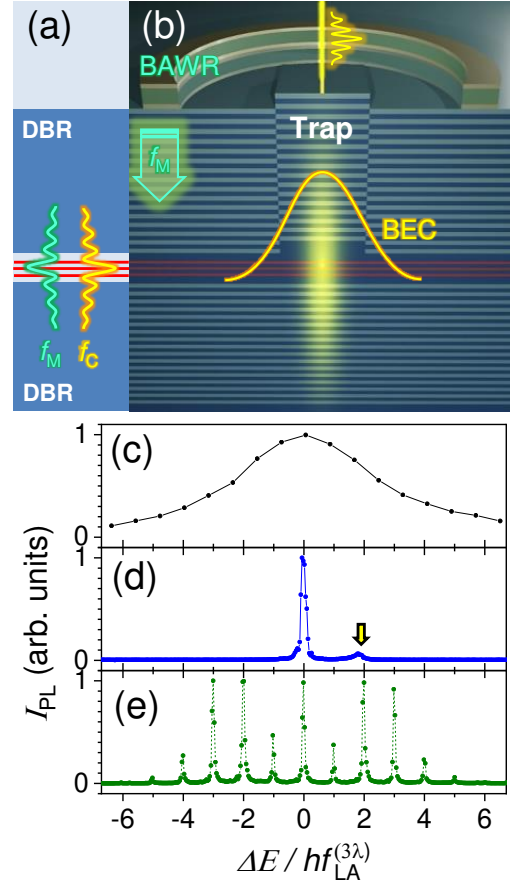 (a)
(b)
BAWR
DBR
Trap
f_M
BEC
f_M
f_C
DBR
(c)
1
0
(d)
1
0
(e)
1
0
I_PL (arb. units)
-6 -4 -2 0 2 4 6
ΔE / hf_LA^(3λ)